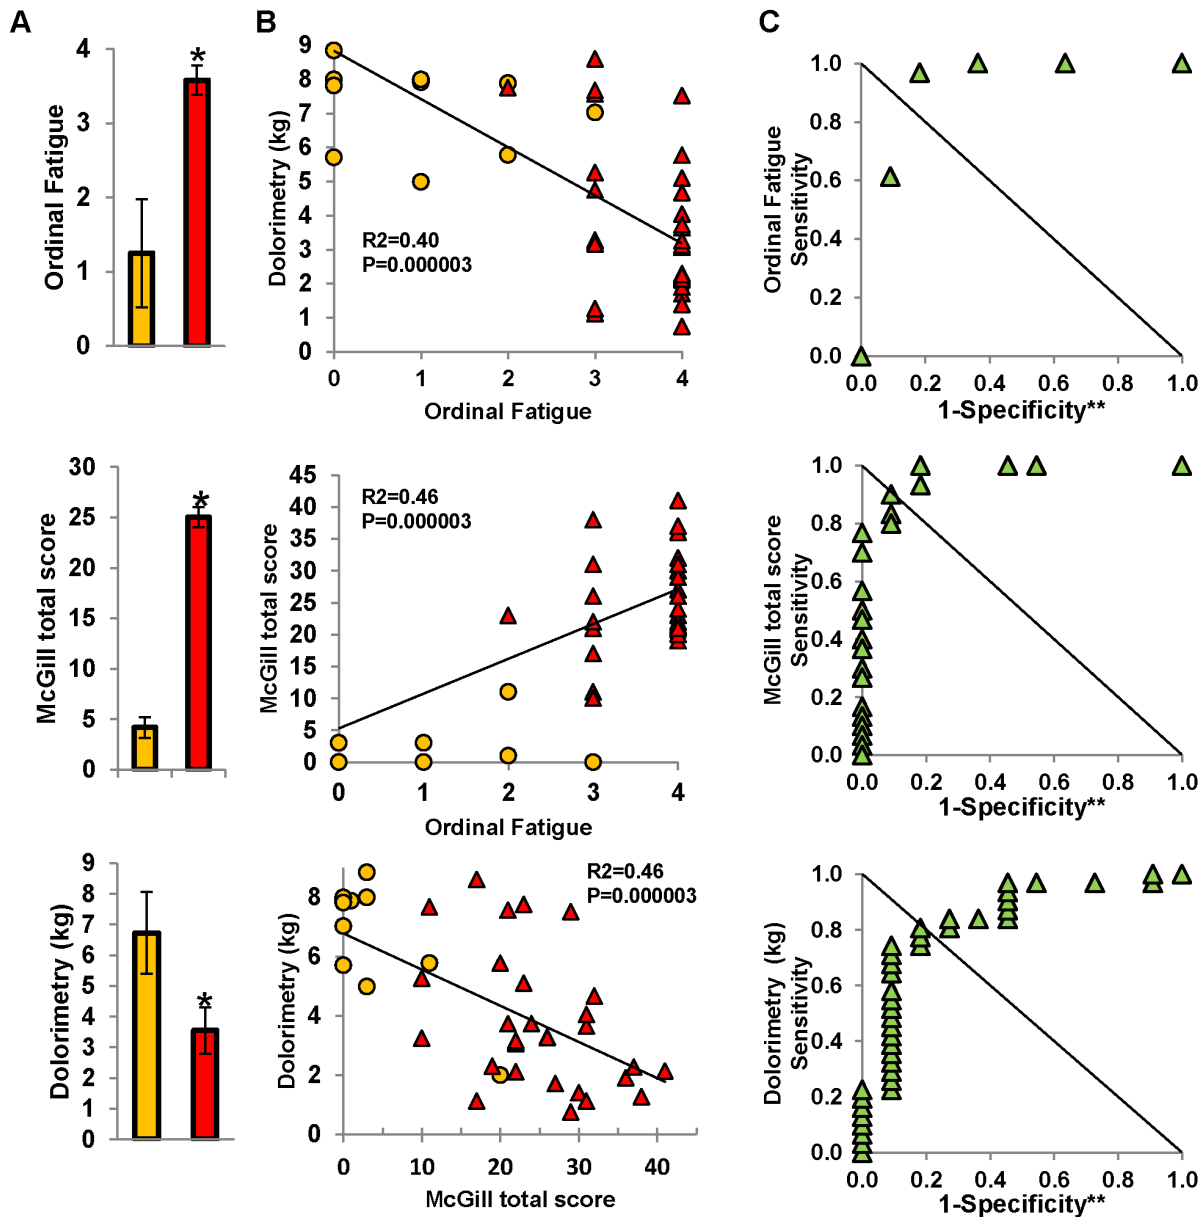 A
B
C
Ordinal Fatigue
4
3
2
1
0
*
Dolorimetry (kg)
9
8
7
6
5
4
3
2
1
0
R2=0.40
P=0.000003
0 1 2 3 4
Ordinal Fatigue
Ordinal Fatigue
Sensitivity
1.0
0.8
0.6
0.4
0.2
0.0
0.0 0.2 0.4 0.6 0.8 1.0
1-Specificity**
McGill total score
30
25
20
15
10
5
0
*
McGill total score
45
40
35
30
25
20
15
10
5
0
R2=0.46
P=0.000003
0 1 2 3 4
Ordinal Fatigue
McGill total score
Sensitivity
1.0
0.8
0.6
0.4
0.2
0.0
0.0 0.2 0.4 0.6 0.8 1.0
1-Specificity**
Dolorimetry (kg)
9
8
7
6
5
4
3
2
1
0
*
Dolorimetry (kg)
8
6
4
2
0
R2=0.46
P=0.000003
0 10 20 30 40
McGill total score
Dolorimetry (kg)
Sensitivity
1.0
0.8
0.6
0.4
0.2
0.0
0.0 0.2 0.4 0.6 0.8 1.0
1-Specificity**